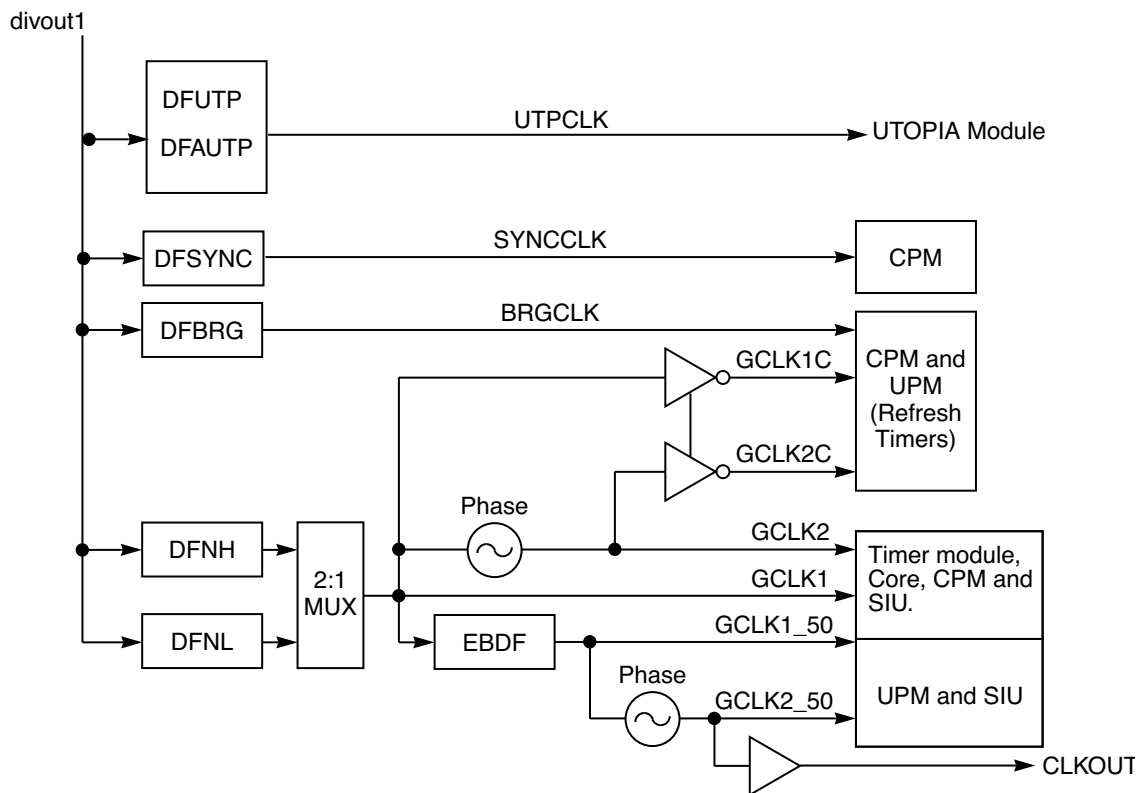 divout1
DFUTP
DFAUTP
UTPCLK
UTOPIA Module
DFSYNC
SYNCCLK
CPM
DFBRG
BRGCLK
GCLK1C
CPM and
UPM
(Refresh
Timers)
GCLK2C
Phase
DFNH
2:1
MUX
GCLK2
Timer module,
Core, CPM and
SIU.
GCLK1
DFNL
EBDF
GCLK1_50
Phase
GCLK2_50
UPM and SIU
CLKOUT